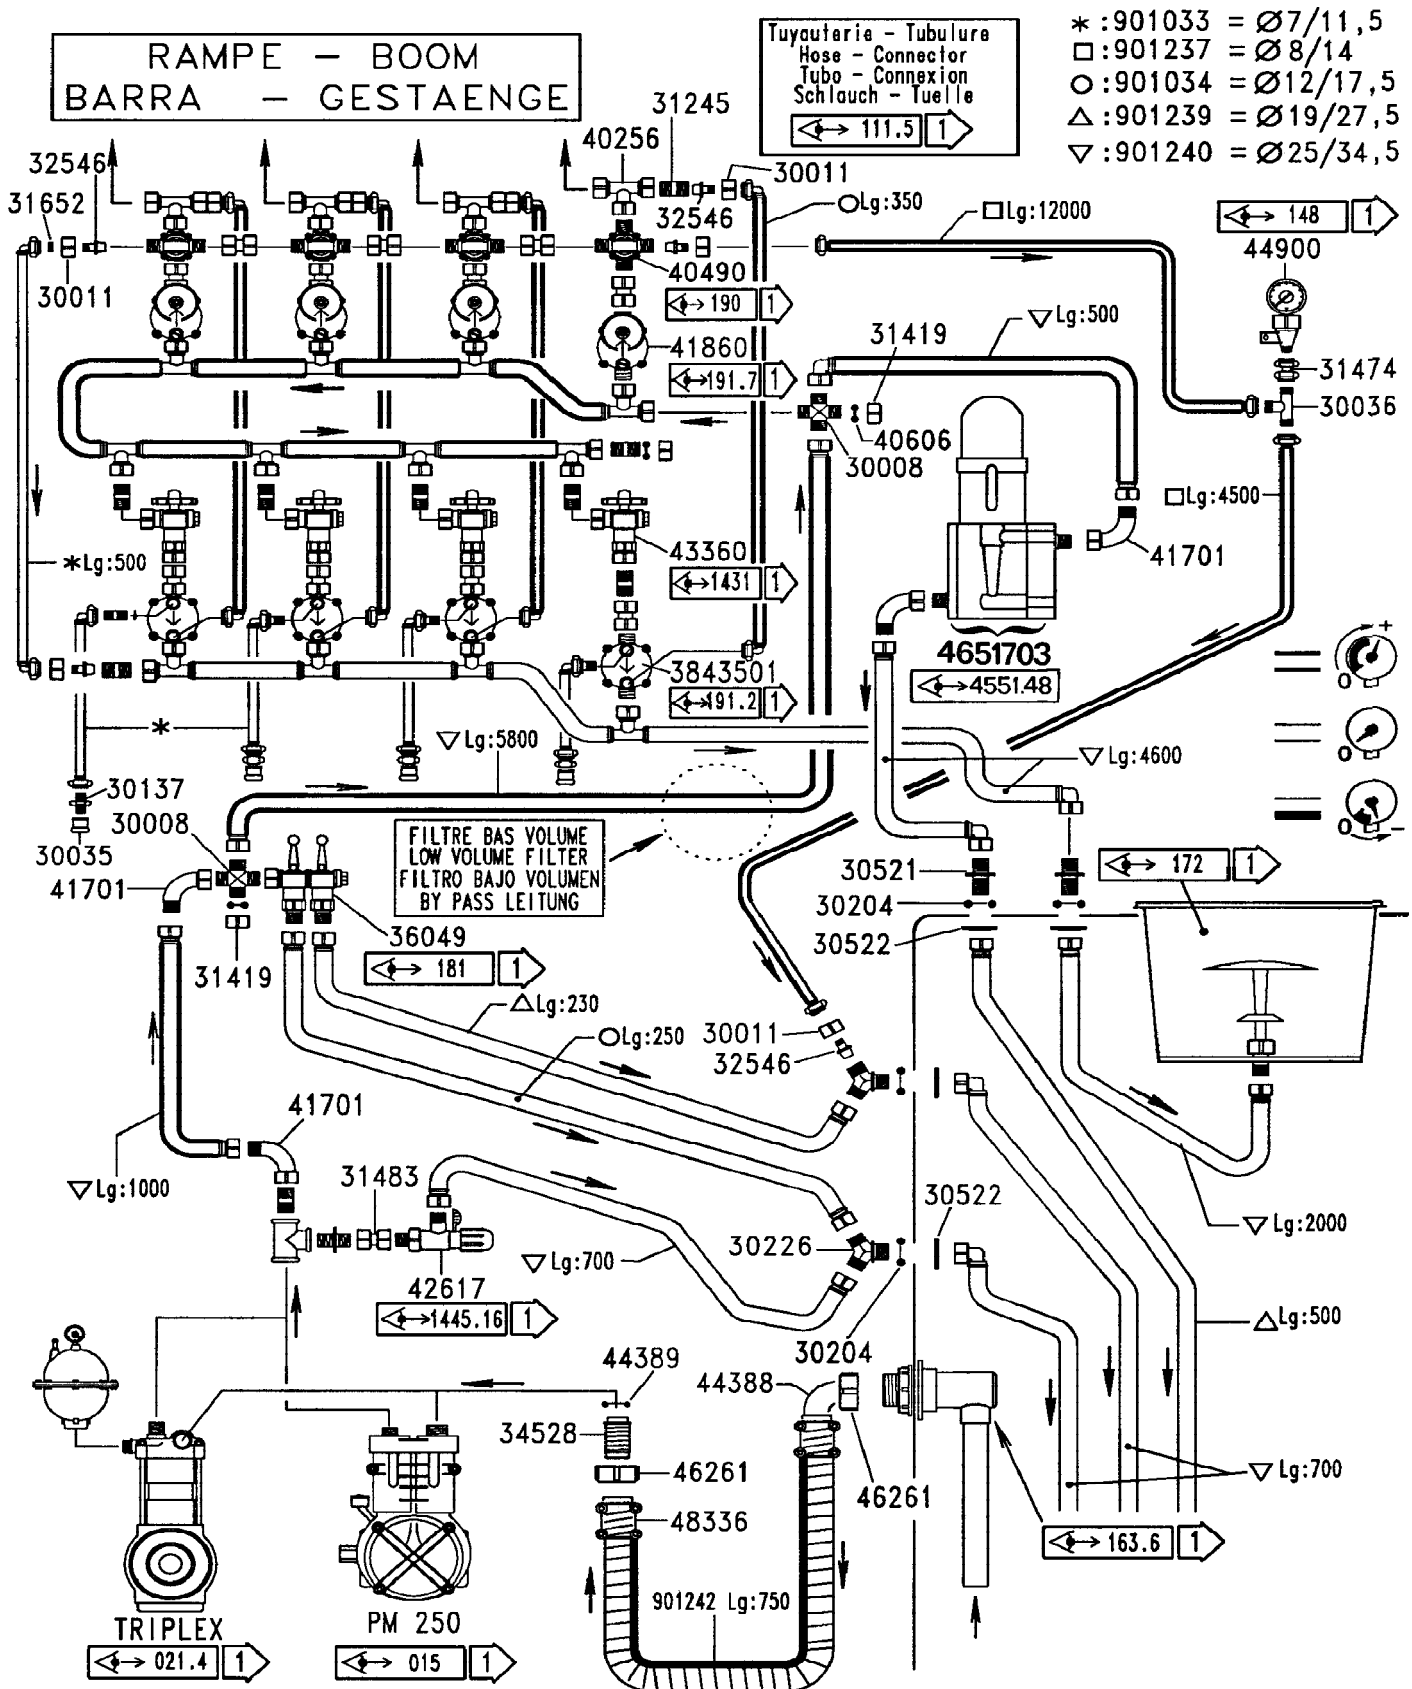 RAMPE - BOOM
BARRA - GESTAENGE
Tuyauterie - Tubulure
Hose - Connector
Tubo - Connexion
Schlauch - Tuelle
111.5 1
* :901033 = Ø7/11,5
□ :901237 = Ø8/14
○ :901034 = Ø12/17,5
△ :901239 = Ø19/27,5
▽ :901240 = Ø25/34,5
31245
40256
32546
30011
31652
32546
○Lg:350
□Lg:12000
148 1
44900
30011
40490
190 1
▽Lg:500
31419
41860
191.7 1
31474
30036
40606
30008
□Lg:4500
*Lg:500
43360
41701
1431 1
4651703
4551.48
3843501
191.2 1
+
0
*
▽Lg:5800
0
▽Lg:4600
30137
30008
0
-
30035
41701
FILTRE BAS VOLUME
LOW VOLUME FILTER
FILTRO BAJO VOLUMEN
BY PASS LEITUNG
30521
172 1
30204
36049
30522
31419
181 1
△Lg:230
○Lg:250
30011
32546
41701
▽Lg:1000
31483
30522
▽Lg:2000
▽Lg:700
30226
42617
1445.16 1
△Lg:500
30204
44389
44388
34528
46261
46261
▽Lg:700
48336
163.6 1
901242 Lg:750
TRIPLEX
PM 250
021.4 1
015 1